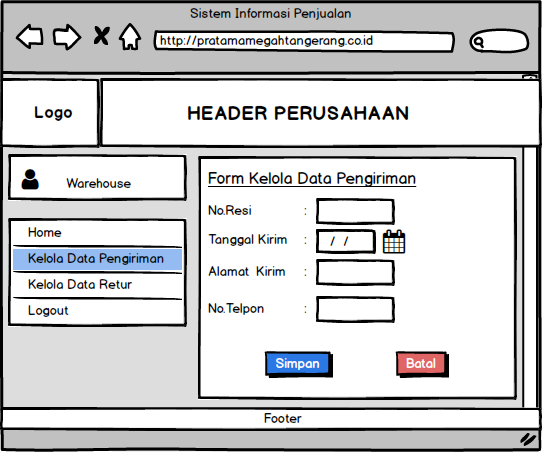 Sistem Informasi Penjualan
http://pratamamegahtangerang.co.id
Logo
HEADER PERUSAHAAN
Warehouse
Home
Kelola Data Pengiriman
Kelola Data Retur
Logout
Form Kelola Data Pengiriman
No.Resi :
Tanggal Kirim : / /
Alamat Kirim :
No.Telpon :
Simpan Batal
Footer